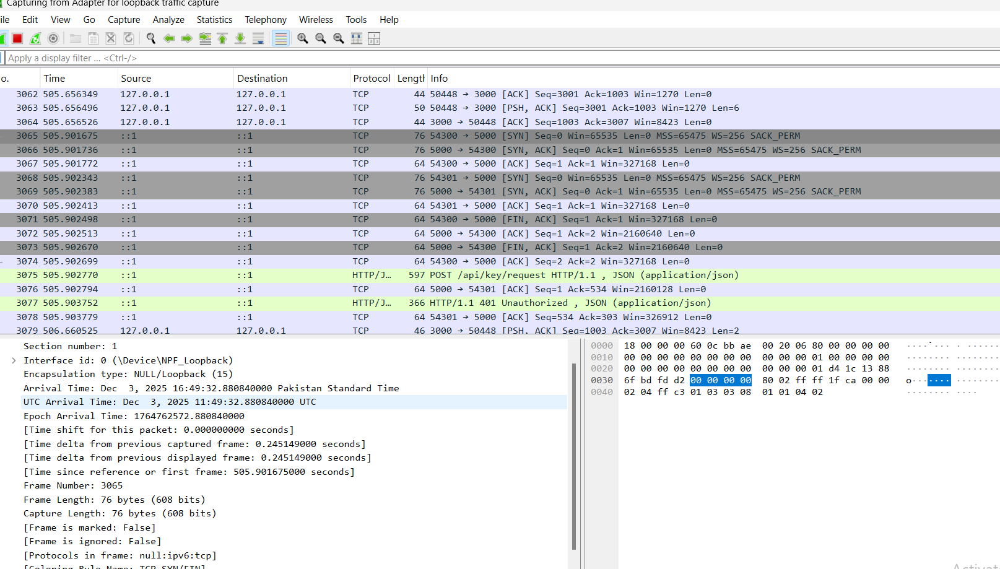 Capturing from Adapter for loopback traffic capture
ile Edit View Go Capture Analyze Statistics Telephony Wireless Tools Help
Apply a display filter ... <Ctrl-/>
o. Time Source Destination Protocol Length Info
3062 505.656349 127.0.0.1 127.0.0.1 TCP 44 50448 → 3000 [ACK] Seq=3001 Ack=1003 Win=1270 Len=0
3063 505.656496 127.0.0.1 127.0.0.1 TCP 50 50448 → 3000 [PSH, ACK] Seq=3001 Ack=1003 Win=1270 Len=6
3064 505.656526 127.0.0.1 127.0.0.1 TCP 44 3000 → 50448 [ACK] Seq=1003 Ack=3007 Win=8423 Len=0
3065 505.901675 ::1 ::1 TCP 76 54300 → 5000 [SYN] Seq=0 Win=65535 Len=0 MSS=65475 WS=256 SACK_PERM
3066 505.901736 ::1 ::1 TCP 76 5000 → 54300 [SYN, ACK] Seq=0 Ack=1 Win=65535 Len=0 MSS=65475 WS=256 SACK_PERM
3067 505.901772 ::1 ::1 TCP 64 54300 → 5000 [ACK] Seq=1 Ack=1 Win=327168 Len=0
3068 505.902343 ::1 ::1 TCP 76 54301 → 5000 [SYN] Seq=0 Win=65535 Len=0 MSS=65475 WS=256 SACK_PERM
3069 505.902383 ::1 ::1 TCP 76 5000 → 54301 [SYN, ACK] Seq=0 Ack=1 Win=65535 Len=0 MSS=65475 WS=256 SACK_PERM
3070 505.902413 ::1 ::1 TCP 64 54301 → 5000 [ACK] Seq=1 Ack=1 Win=327168 Len=0
3071 505.902498 ::1 ::1 TCP 64 54300 → 5000 [FIN, ACK] Seq=1 Ack=1 Win=327168 Len=0
3072 505.902513 ::1 ::1 TCP 64 5000 → 54300 [ACK] Seq=1 Ack=2 Win=2160640 Len=0
3073 505.902670 ::1 ::1 TCP 64 5000 → 54300 [FIN, ACK] Seq=1 Ack=2 Win=2160640 Len=0
3074 505.902699 ::1 ::1 TCP 64 54300 → 5000 [ACK] Seq=2 Ack=2 Win=327168 Len=0
3075 505.902770 ::1 ::1 HTTP/J… 597 POST /api/key/request HTTP/1.1 , JSON (application/json)
3076 505.902794 ::1 ::1 TCP 64 5000 → 54301 [ACK] Seq=1 Ack=534 Win=2160128 Len=0
3077 505.903752 ::1 ::1 HTTP/J… 366 HTTP/1.1 401 Unauthorized , JSON (application/json)
3078 505.903779 ::1 ::1 TCP 64 54301 → 5000 [ACK] Seq=534 Ack=303 Win=326912 Len=0
3079 506.660525 127.0.0.1 127.0.0.1 TCP 46 3000 → 50448 [PSH, ACK] Seq=1003 Ack=3007 Win=8423 Len=2
Section number: 1
Interface id: 0 (\Device\NPF_Loopback)
Encapsulation type: NULL/Loopback (15)
Arrival Time: Dec 3, 2025 16:49:32.880840000 Pakistan Standard Time
UTC Arrival Time: Dec 3, 2025 11:49:32.880840000 UTC
Epoch Arrival Time: 1764762572.880840000
[Time shift for this packet: 0.000000000 seconds]
[Time delta from previous captured frame: 0.245149000 seconds]
[Time delta from previous displayed frame: 0.245149000 seconds]
[Time since reference or first frame: 505.901675000 seconds]
Frame Number: 3065
Frame Length: 76 bytes (608 bits)
Capture Length: 76 bytes (608 bits)
[Frame is marked: False]
[Frame is ignored: False]
[Protocols in frame: null:ipv6:tcp]
[Coloring Rule Name: TCP SYN/FIN]
0000 18 00 00 00 60 0c bb ae 00 20 06 80 00 00 00 00 ····`··· · ······
0010 00 00 00 00 00 00 00 00 00 00 00 01 00 00 00 00 ········ ········
0020 00 00 00 00 00 00 00 00 00 00 00 01 d4 1c 13 88 ········ ········
0030 6f bd fd d2 00 00 00 00 80 02 ff ff 1f ca 00 00 o······· ········
0040 02 04 ff c3 01 03 03 08 01 01 04 02 ········ ····